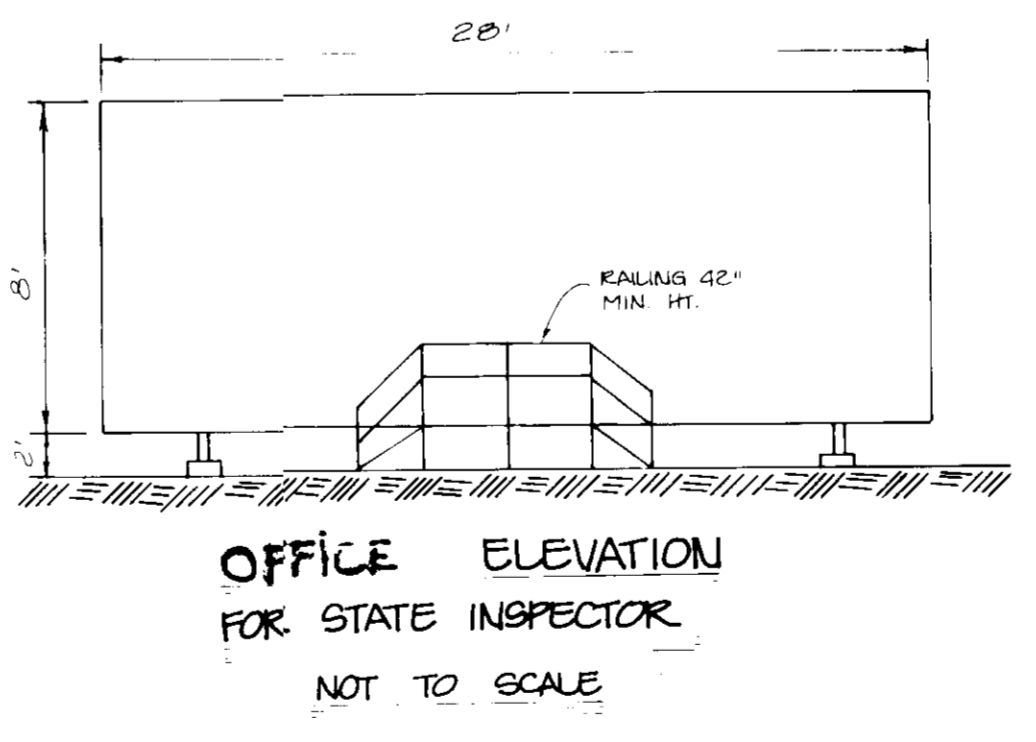 28'
8'
RAILING 42"
MIN. HT.
2'
OFFICE ELEVATION
FOR. STATE INSPECTOR
NOT TO SCALE